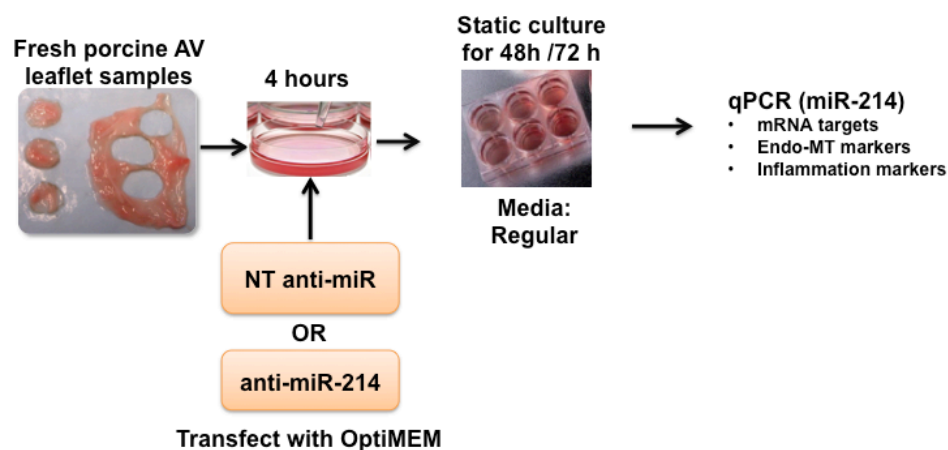 Fresh porcine AV
leaflet samples
4 hours
Static culture
for 48h /72 h
Media:
Regular
qPCR (miR-214)
• mRNA targets
• Endo-MT markers
• Inflammation markers
NT anti-miR
OR
anti-miR-214
Transfect with OptiMEM